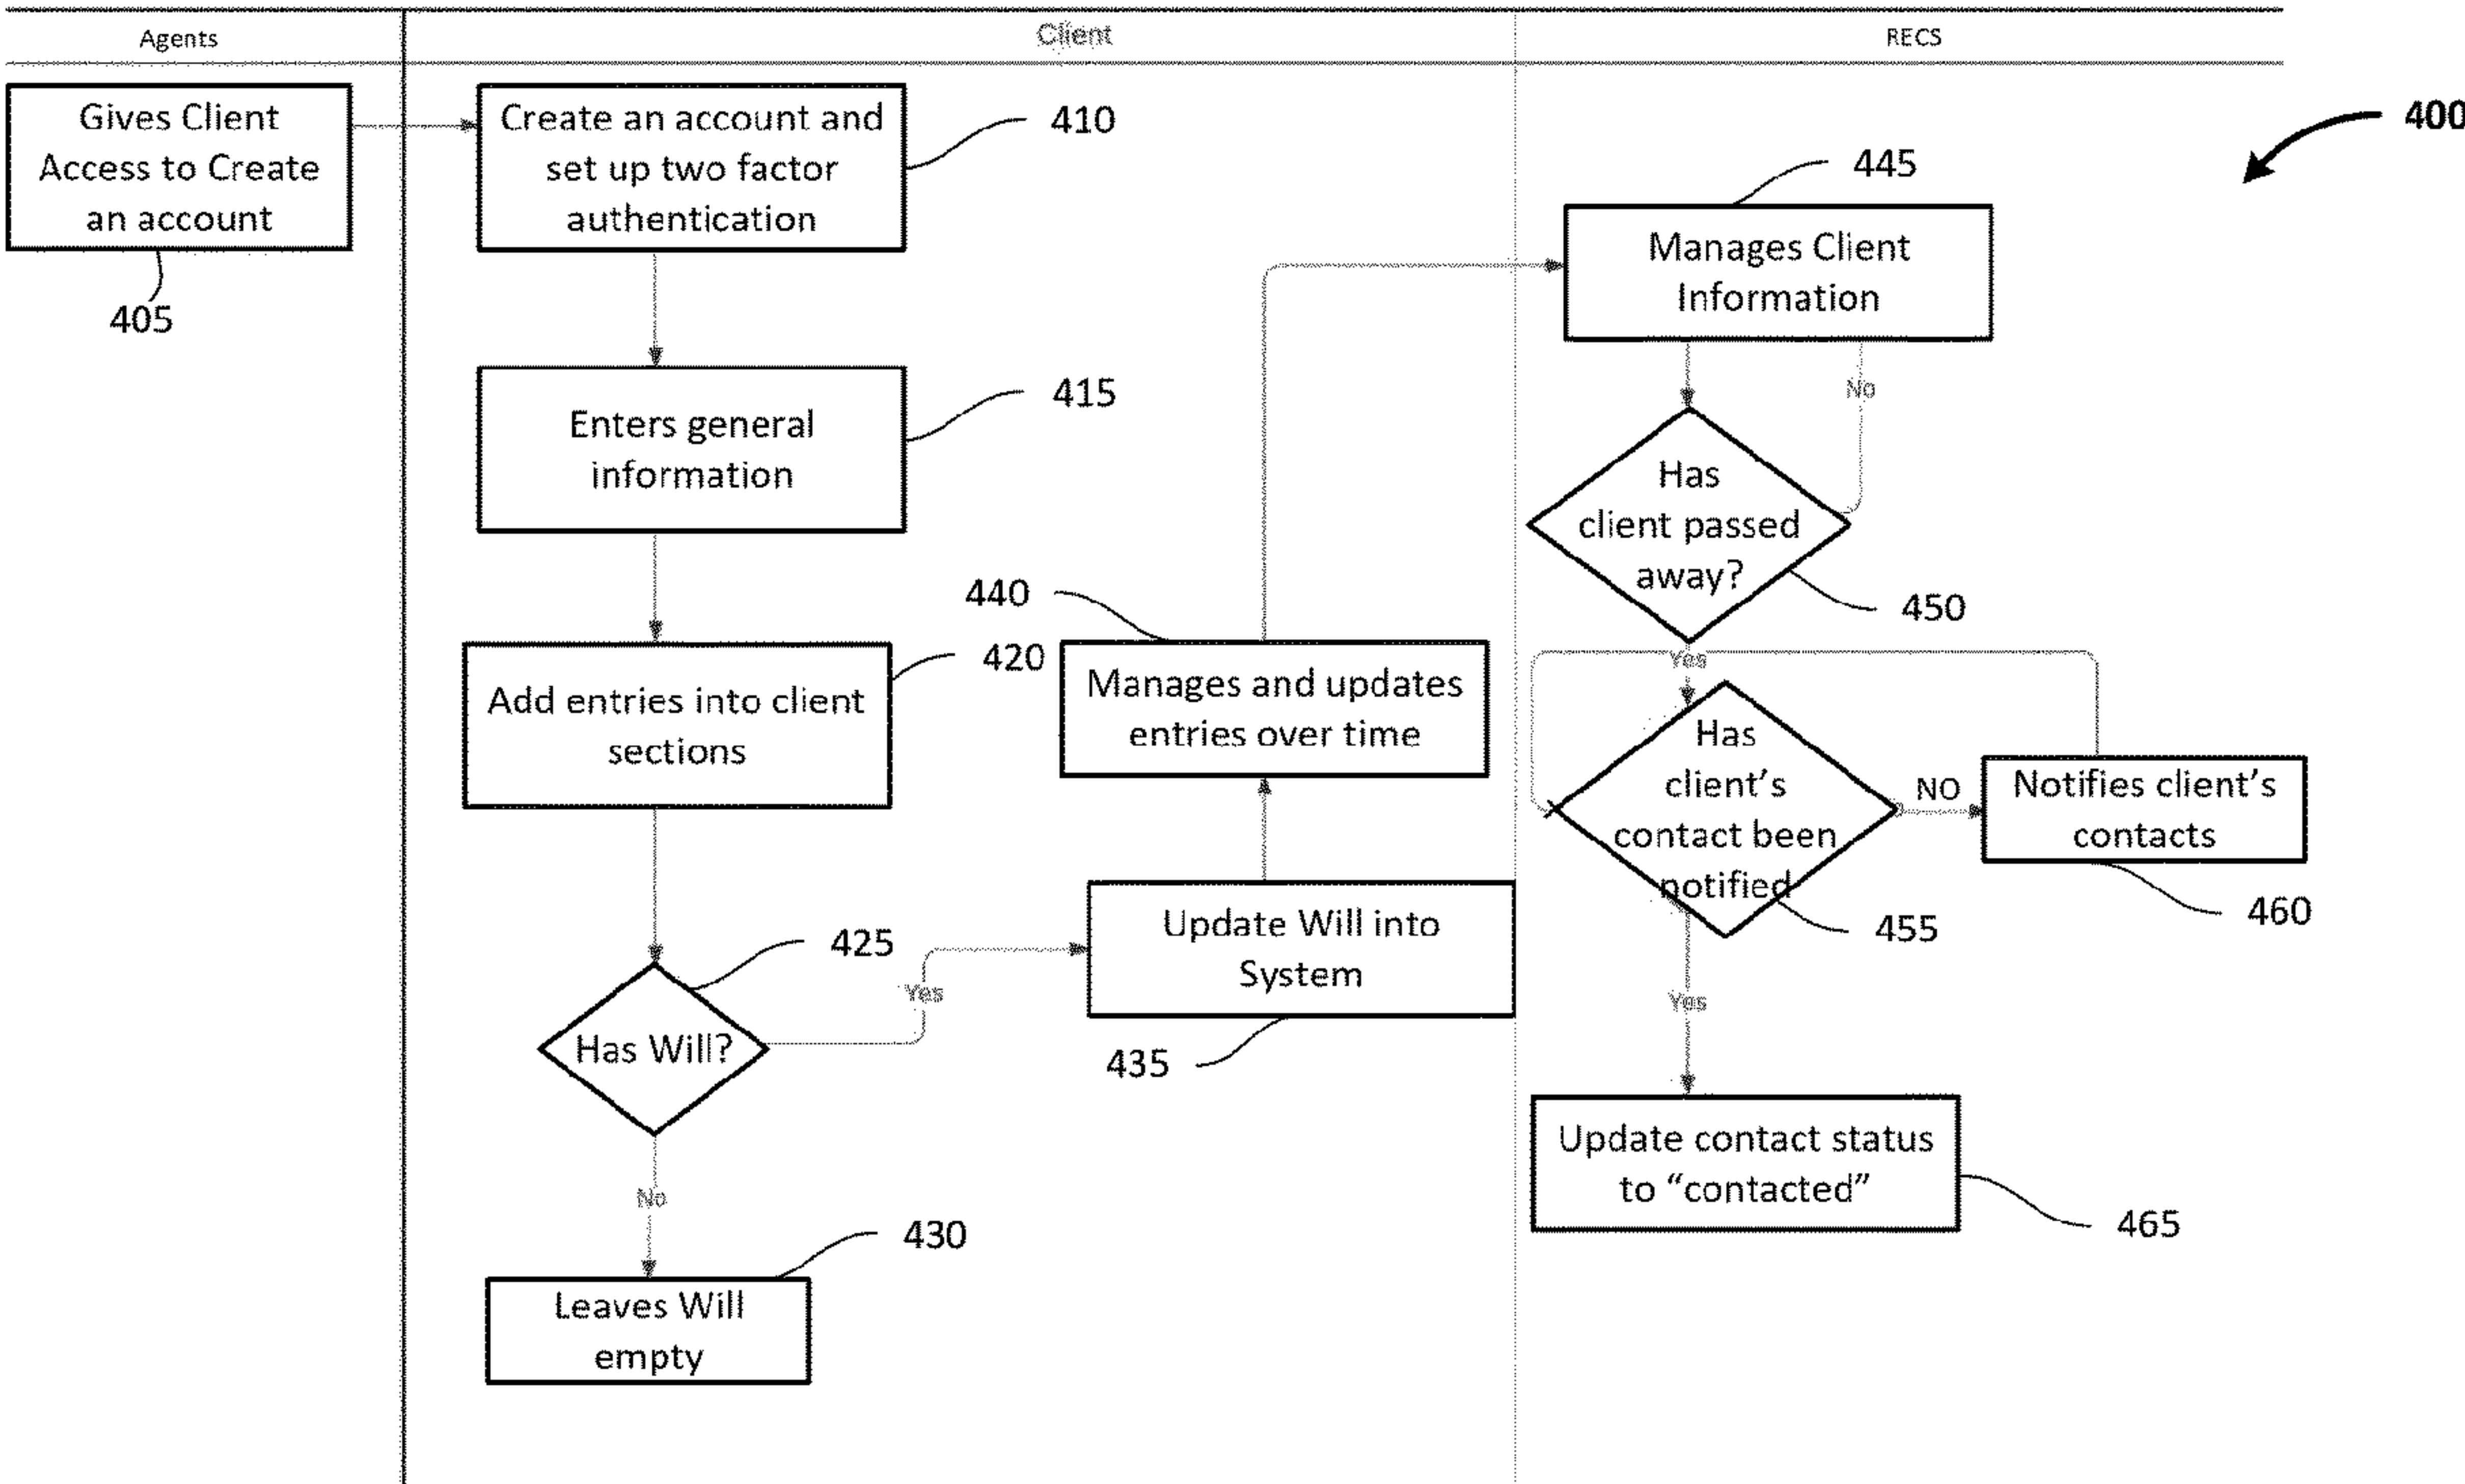 Agents
Client
RECS
Gives Client
Access to Create
an account
405
Create an account and
set up two factor
authentication
410
400
445
Manages Client
Information
No
Enters general
information
415
Has
client passed
away?
450
Yes
Add entries into client
sections
420
440
Manages and updates
entries over time
Has
client's
contact been
notified
455
NO
Notifies client's
contacts
460
Yes
425
Has Will?
Yes
Update Will into
System
435
No
430
Leaves Will
empty
Update contact status
to “contacted”
465